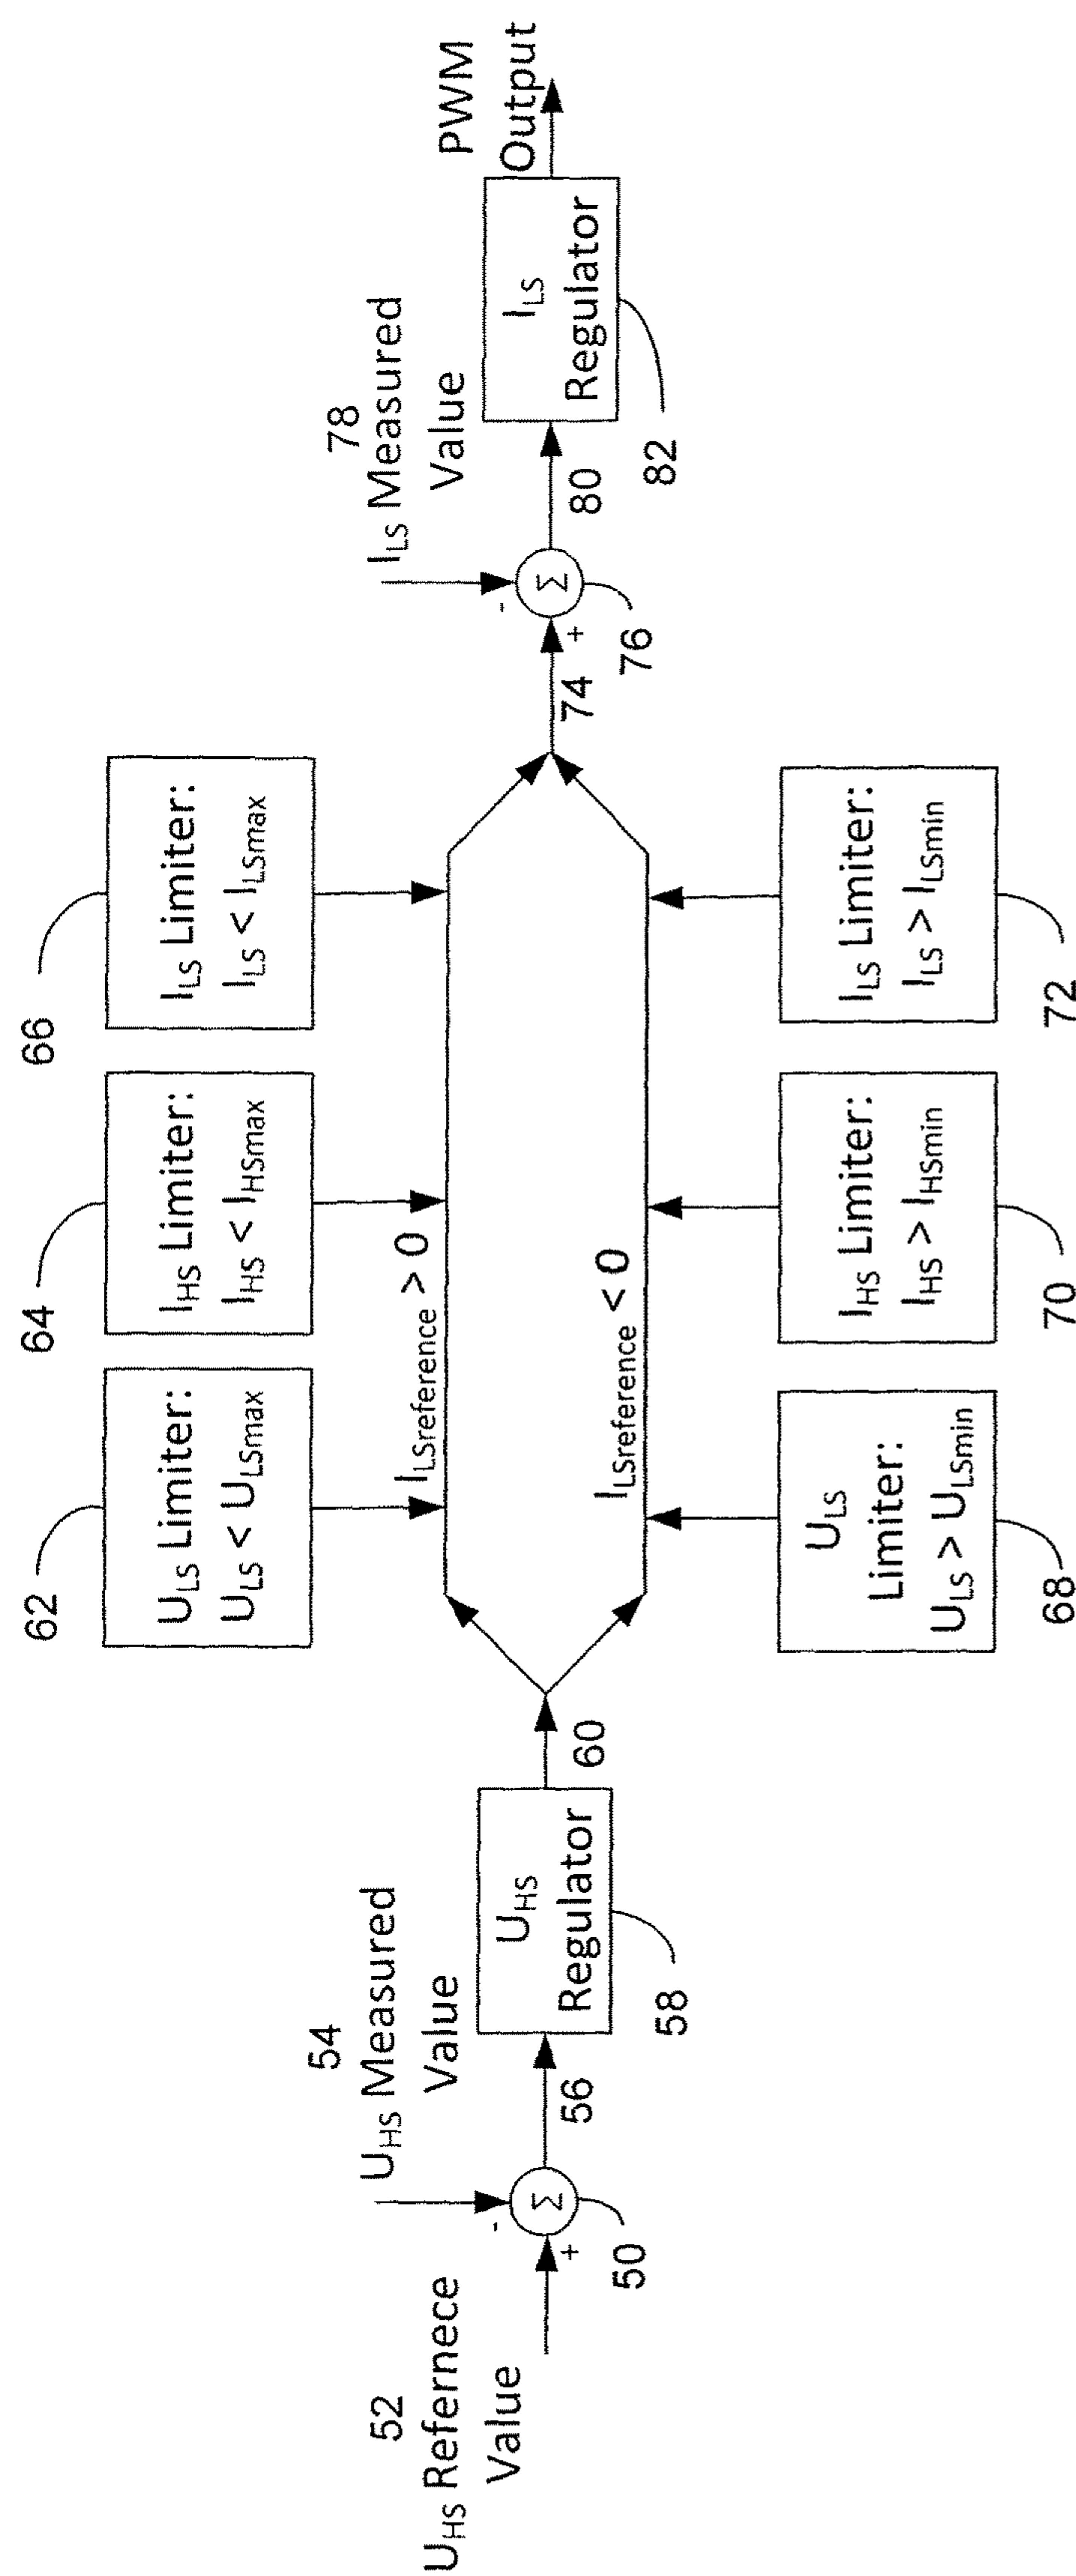 62
U_LS Limiter:
U_LS < U_LSmax
64
I_HS Limiter:
I_HS < I_HSmax
66
I_LS Limiter:
I_LS < I_LSmax
52
U_HS Refernece
Value
+
-
Σ
50
54
U_HS Measured
Value
56
U_HS
Regulator
58
60
I_LSreference > 0
I_LSreference < 0
74
+
-
Σ
76
78
I_LS Measured
Value
80
I_LS
Regulator
82
PWM
Output
U_LS
Limiter:
U_LS > U_LSmin
68
I_HS Limiter:
I_HS > I_HSmin
70
I_LS Limiter:
I_LS > I_LSmin
72